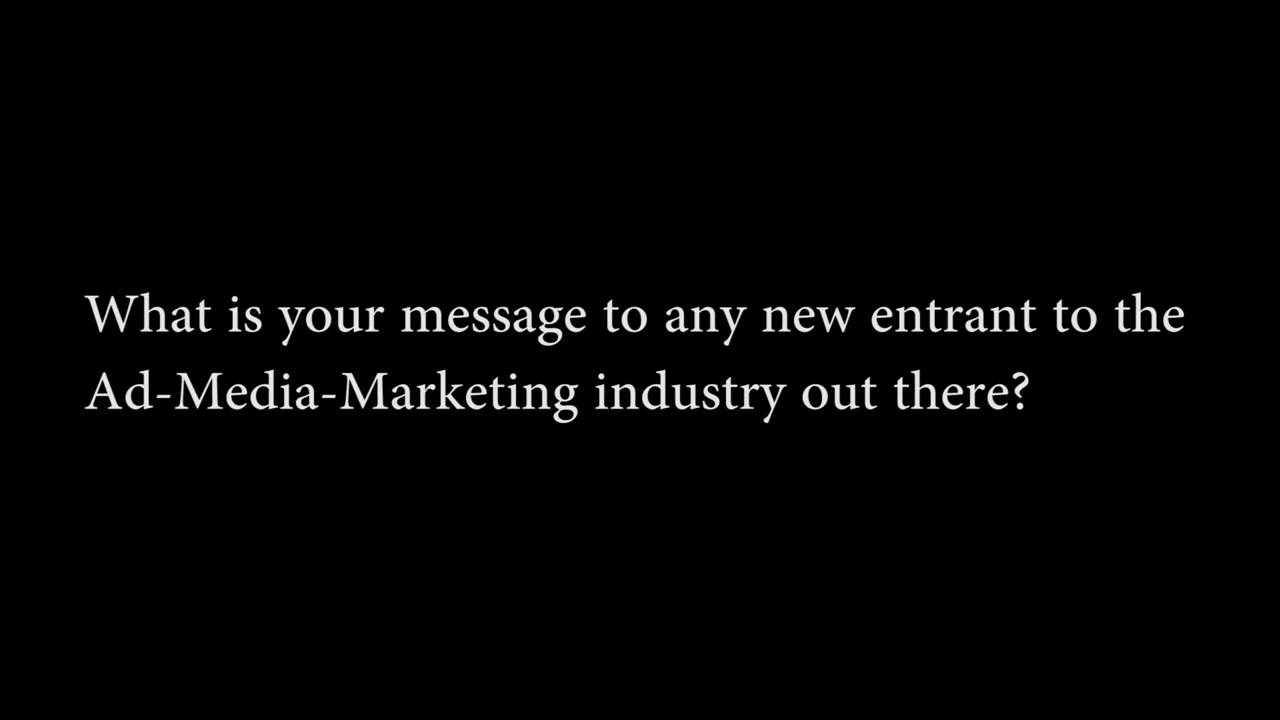 What is your message to any new entrant to the
Ad-Media-Marketing industry out there?